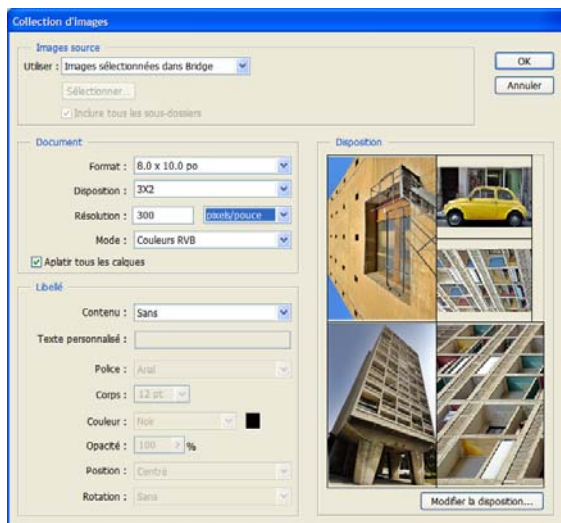 Collection d'images
Images source
Utiliser : Images sélectionnées dans Bridge
Sélectionner...
Inclure tous les sous-dossiers
OK
Annuler
Document
Format : 8.0 x 10.0 po
Disposition : 3X2
Résolution : 300 pixels/pouce
Mode : Couleurs RVB
Aplatir tous les calques
Libellé
Contenu : Sans
Texte personnalisé :
Police : Arial
Corps : 12 pt
Couleur : Noir
Opacité : 100 %
Position : Centré
Rotation : Sans
Disposition
Modifier la disposition...